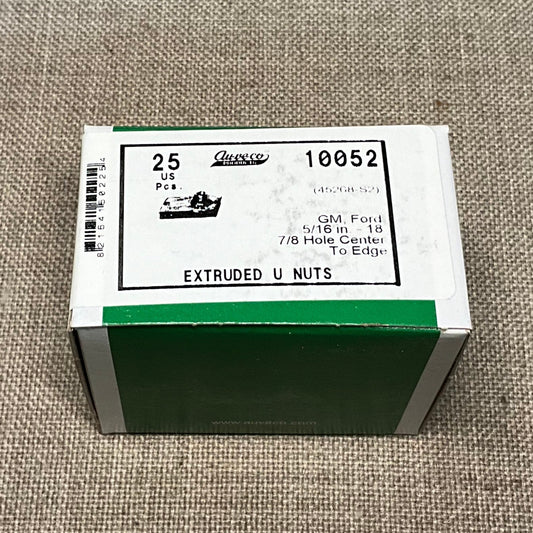 25
US
Pcs.
Auveco
PRODUCTS
10052
(45268-S2)
GM, Ford
5/16 in. - 18
7/8 Hole Center
To Edge
EXTRUDED U NUTS
www.auveco.com